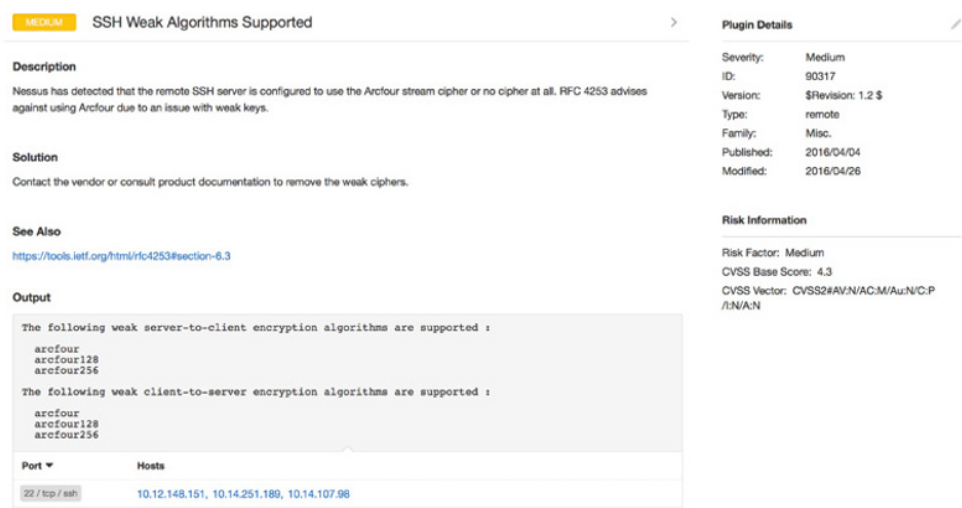 MEDIUM SSH Weak Algorithms Supported
Description
Nessus has detected that the remote SSH server is configured to use the Arcfour stream cipher or no cipher at all. RFC 4253 advises
against using Arcfour due to an issue with weak keys.
Solution
Contact the vendor or consult product documentation to remove the weak ciphers.
See Also
https://tools.ietf.org/html/rfc4253#section-6.3
Output
The following weak server-to-client encryption algorithms are supported :
arcfour
arcfour128
arcfour256
The following weak client-to-server encryption algorithms are supported :
arcfour
arcfour128
arcfour256
Port Hosts
22 / tcp / ssh 10.12.148.151, 10.14.251.189, 10.14.107.98
Plugin Details
Severity: Medium
ID: 90317
Version: $Revision: 1.2 $
Type: remote
Family: Misc.
Published: 2016/04/04
Modified: 2016/04/26
Risk Information
Risk Factor: Medium
CVSS Base Score: 4.3
CVSS Vector: CVSS2#AV:N/AC:M/Au:N/C:P
/I:N/A:N